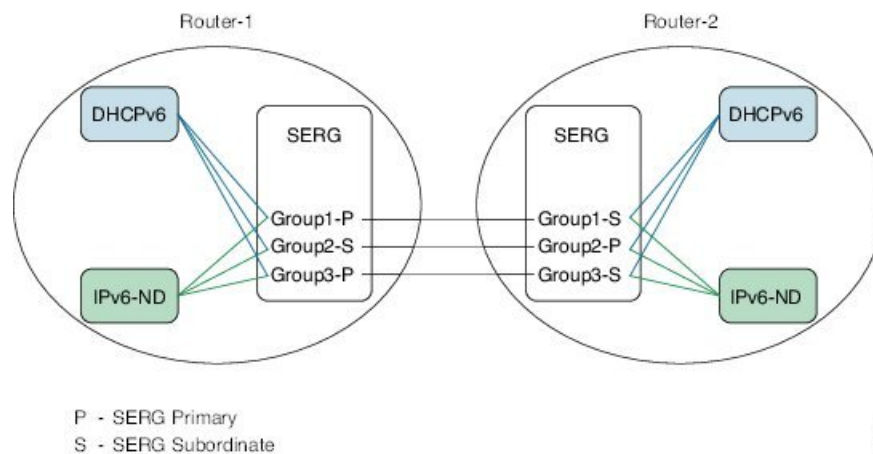 Router-1
Router-2
DHCPv6
SERG
Group1-P
Group2-S
Group3-P
IPv6-ND
SERG
Group1-S
Group2-P
Group3-S
DHCPv6
IPv6-ND
P - SERG Primary
S - SERG Subordinate